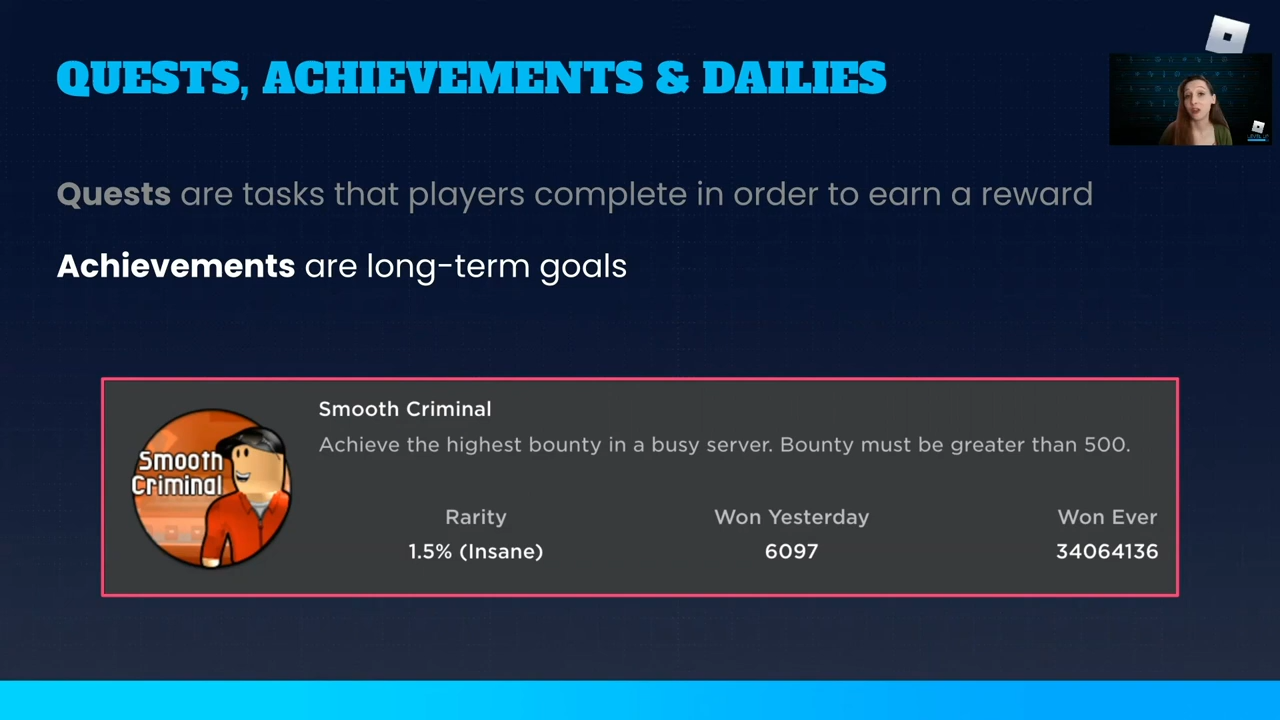 QUESTS, ACHIEVEMENTS & DAILIES
Quests are tasks that players complete in order to earn a reward
Achievements are long-term goals
Smooth Criminal
Achieve the highest bounty in a busy server. Bounty must be greater than 500.
Smooth
Criminal
Rarity Won Yesterday Won Ever
1.5% (Insane) 6097 34064136